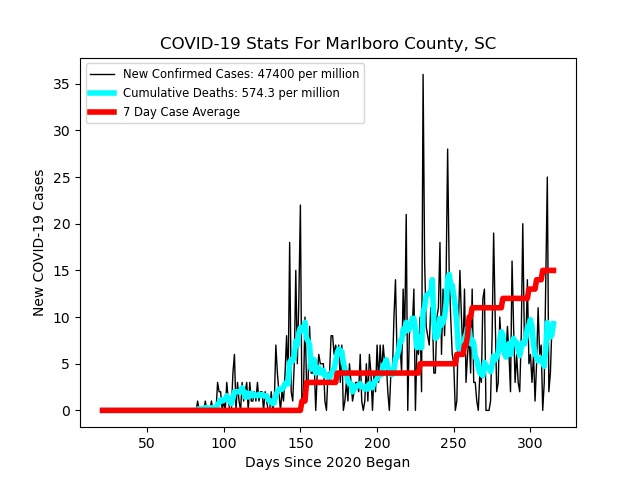 COVID-19 Stats For Marlboro County, SC
New Confirmed Cases: 47400 per million
Cumulative Deaths: 574.3 per million
7 Day Case Average
New COVID-19 Cases
35
30
25
20
15
10
5
0
50 100 150 200 250 300
Days Since 2020 Began